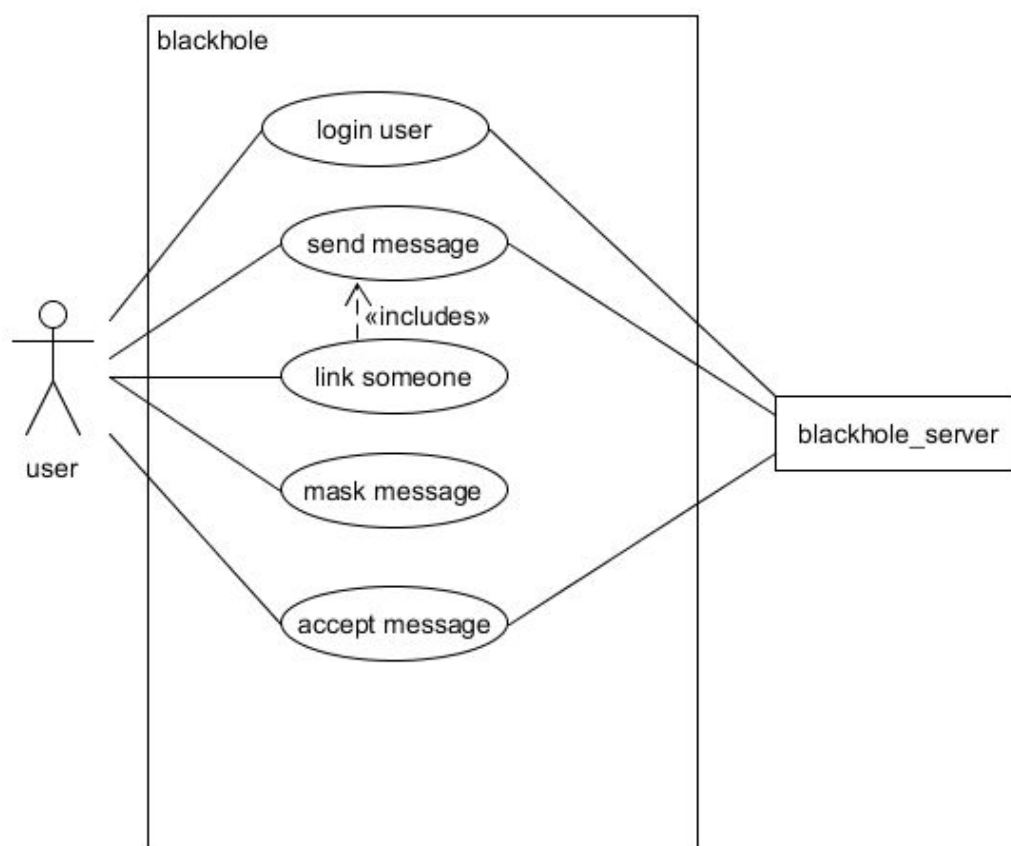 blackhole
login user
send message
«includes»
link someone
user
mask message
accept message
blackhole_server